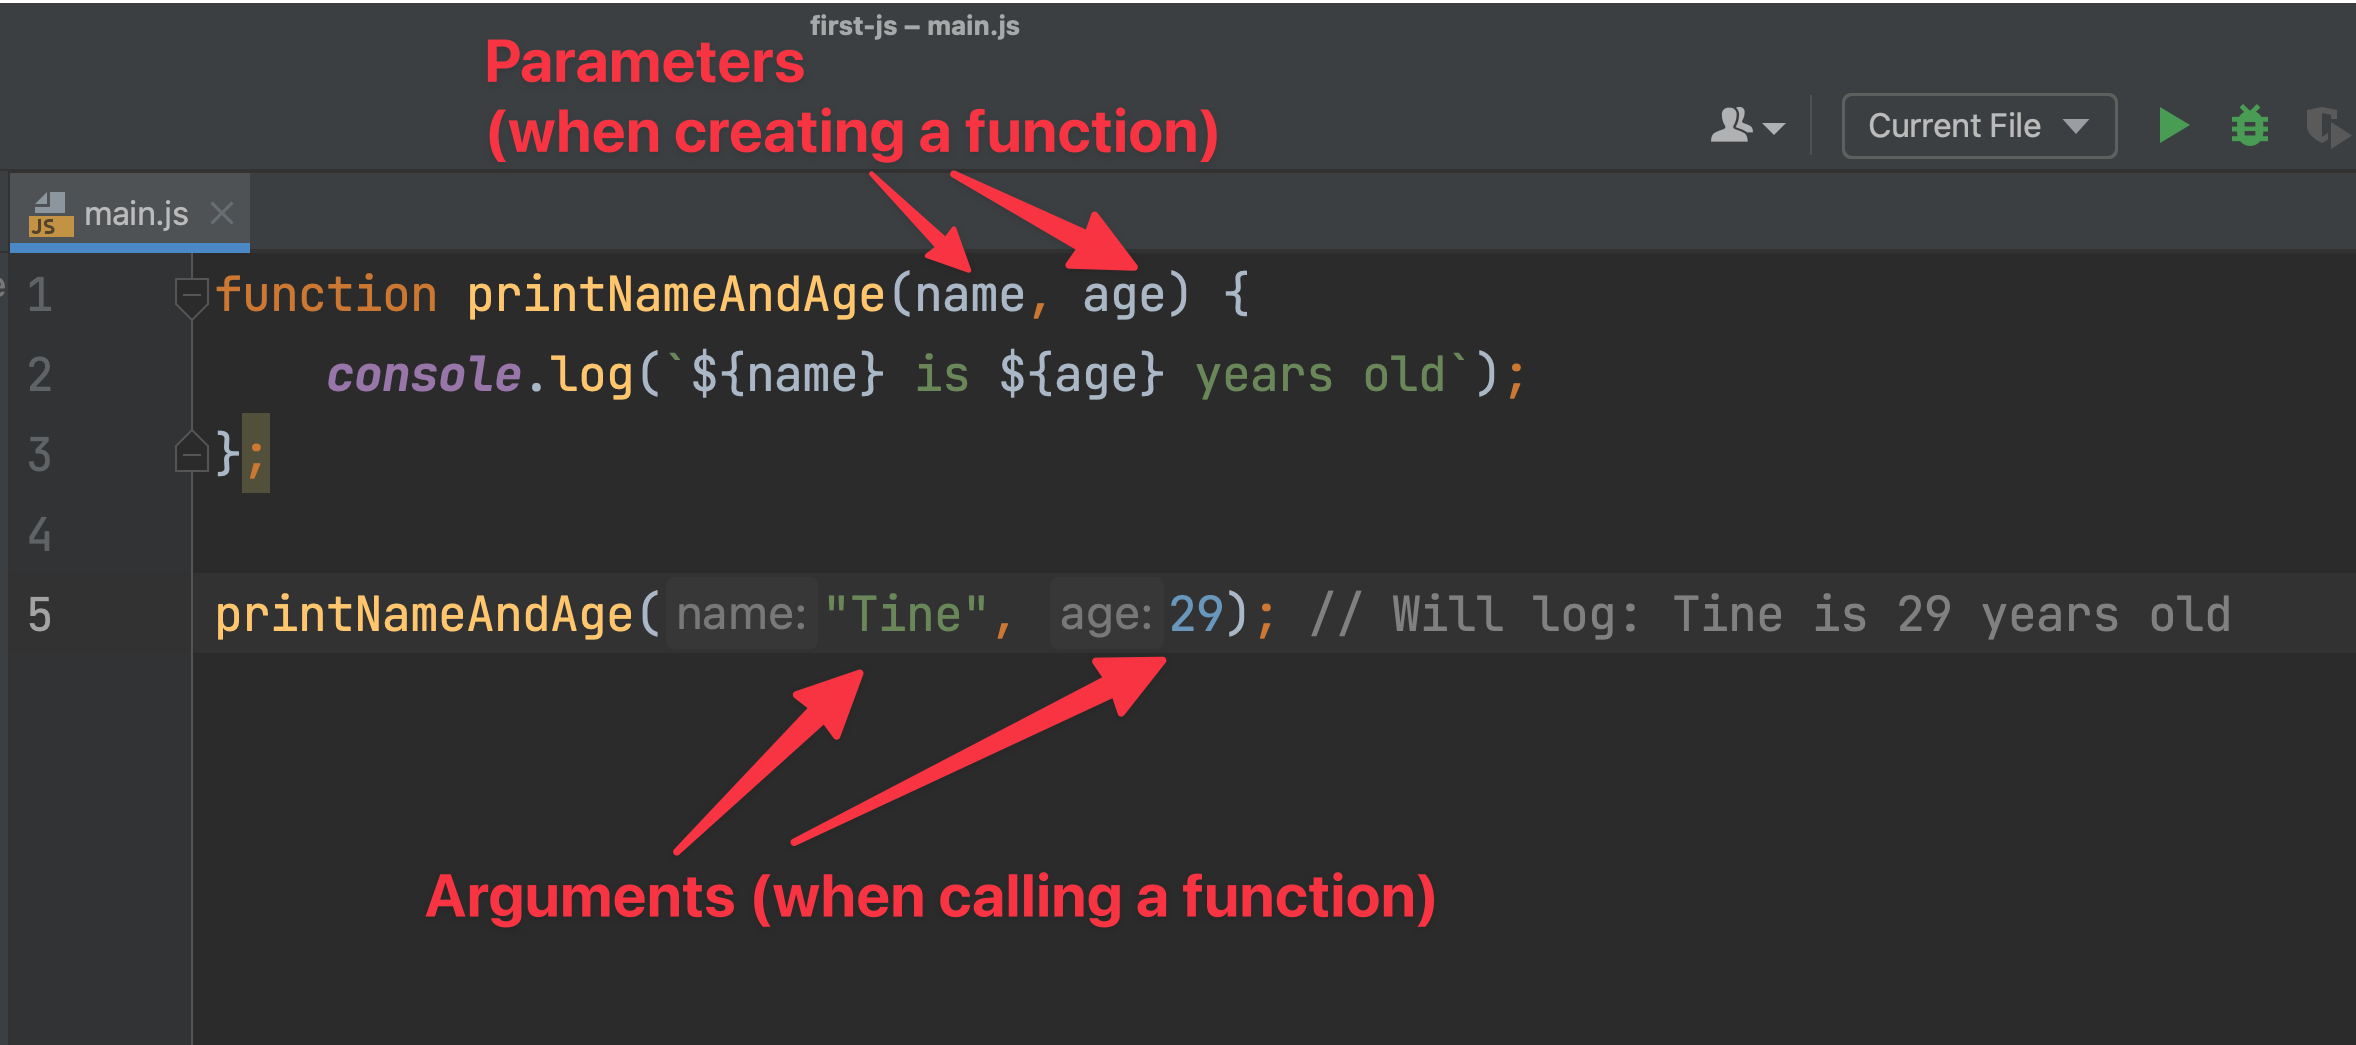 first-js – main.js
Parameters
(when creating a function)
Current File
JS main.js
1 function printNameAndAge(name, age) {
2 console.log(`${name} is ${age} years old`);
3 };
4
5 printNameAndAge( name: "Tine", age: 29); // Will log: Tine is 29 years old
Arguments (when calling a function)